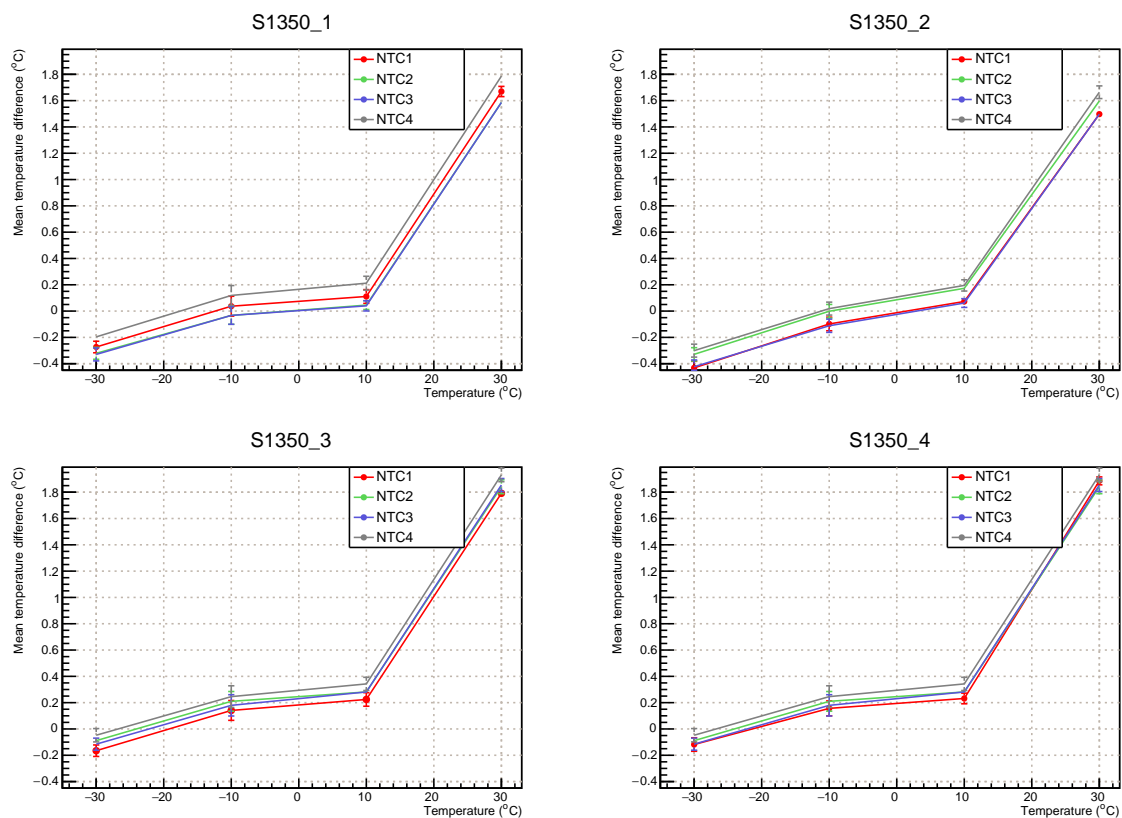 S1350_1
Mean temperature difference (°C)
NTC1
NTC2
NTC3
NTC4
1.8
1.6
1.4
1.2
1
0.8
0.6
0.4
0.2
0
−0.2
−0.4
−30 −20 −10 0 10 20 30
Temperature (°C)
S1350_2
Mean temperature difference (°C)
NTC1
NTC2
NTC3
NTC4
1.8
1.6
1.4
1.2
1
0.8
0.6
0.4
0.2
0
−0.2
−0.4
−30 −20 −10 0 10 20 30
Temperature (°C)
S1350_3
Mean temperature difference (°C)
NTC1
NTC2
NTC3
NTC4
1.8
1.6
1.4
1.2
1
0.8
0.6
0.4
0.2
0
−0.2
−0.4
−30 −20 −10 0 10 20 30
Temperature (°C)
S1350_4
Mean temperature difference (°C)
NTC1
NTC2
NTC3
NTC4
1.8
1.6
1.4
1.2
1
0.8
0.6
0.4
0.2
0
−0.2
−0.4
−30 −20 −10 0 10 20 30
Temperature (°C)